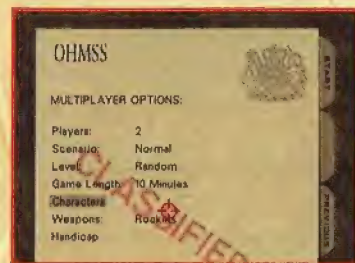 OHMSS
MULTIPLAYER OPTIONS:
Players: 2
Scenario: Normal
Level: Random
Game Length: 10 Minutes
Characters
Weapons: Rockets
Handicap
CLASSIFIED
START
PREVIOUS